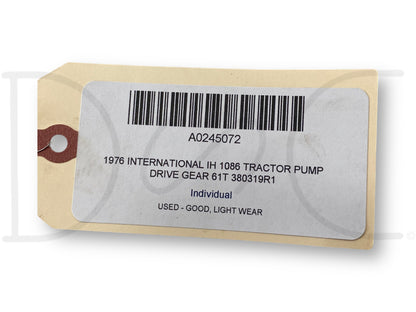 A0245072
1976 INTERNATIONAL IH 1086 TRACTOR PUMP
DRIVE GEAR 61T 380319R1
Individual
USED - GOOD, LIGHT WEAR